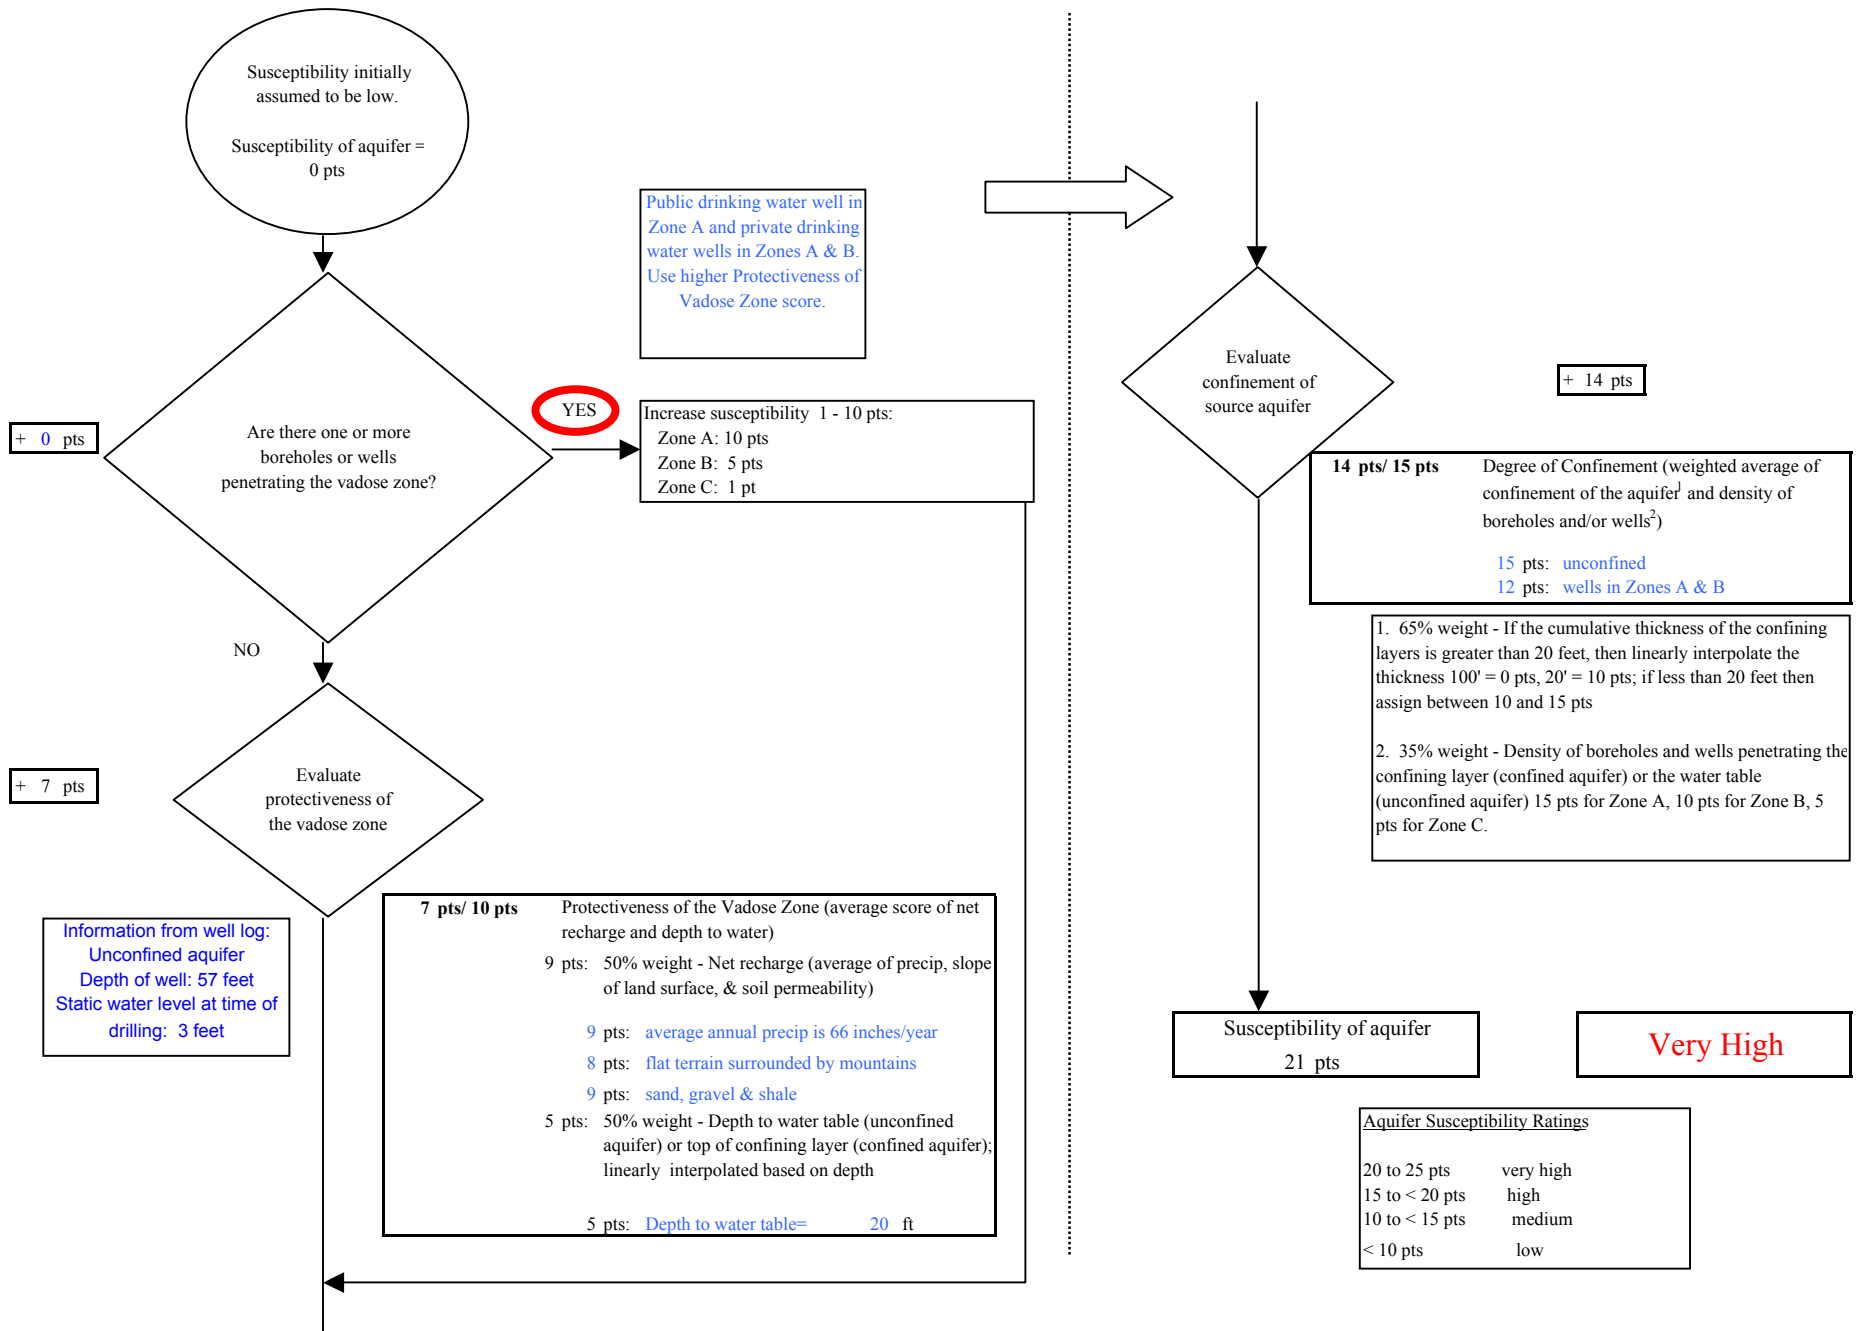 Susceptibility initially
assumed to be low.
Susceptibility of aquifer =
0 pts
Public drinking water well in
Zone A and private drinking
water wells in Zones A & B.
Use higher Protectiveness of
Vadose Zone score.
+ 0 pts
Are there one or more
boreholes or wells
penetrating the vadose zone?
YES
Increase susceptibility 1 - 10 pts:
Zone A: 10 pts
Zone B: 5 pts
Zone C: 1 pt
NO
+ 7 pts
Evaluate
protectiveness of
the vadose zone
Information from well log:
Unconfined aquifer
Depth of well: 57 feet
Static water level at time of
drilling: 3 feet
7 pts/ 10 pts Protectiveness of the Vadose Zone (average score of net
recharge and depth to water)
9 pts: 50% weight - Net recharge (average of precip, slope
of land surface, & soil permeability)
9 pts: average annual precip is 66 inches/year
8 pts: flat terrain surrounded by mountains
9 pts: sand, gravel & shale
5 pts: 50% weight - Depth to water table (unconfined
aquifer) or top of confining layer (confined aquifer);
linearly interpolated based on depth
5 pts: Depth to water table= 20 ft
Evaluate
confinement of
source aquifer
+ 14 pts
14 pts/ 15 pts Degree of Confinement (weighted average of
confinement of the aquifer1 and density of
boreholes and/or wells2)
15 pts: unconfined
12 pts: wells in Zones A & B
1. 65% weight - If the cumulative thickness of the confining
layers is greater than 20 feet, then linearly interpolate the
thickness 100' = 0 pts, 20' = 10 pts; if less than 20 feet then
assign between 10 and 15 pts
2. 35% weight - Density of boreholes and wells penetrating the
confining layer (confined aquifer) or the water table
(unconfined aquifer) 15 pts for Zone A, 10 pts for Zone B, 5
pts for Zone C.
Susceptibility of aquifer
21 pts
Very High
Aquifer Susceptibility Ratings
20 to 25 pts very high
15 to < 20 pts high
10 to < 15 pts medium
< 10 pts low